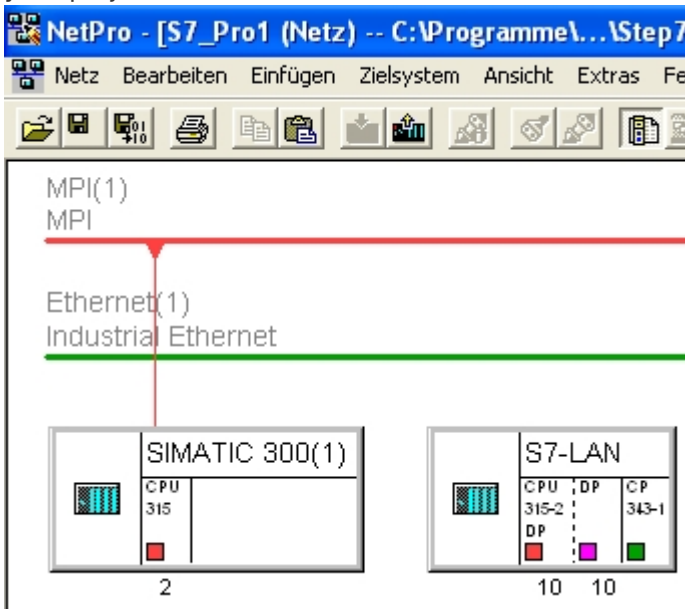 NetPro - [S7_Pro1 (Netz) -- C:\Programme\...\Step7
Netz Bearbeiten Einfügen Zielsystem Ansicht Extras Fe
MPI(1)
MPI
Ethernet(1)
Industrial Ethernet
SIMATIC 300(1)
CPU
315
2
S7-LAN
CPU DP CP
315-2 343-1
DP
10 10